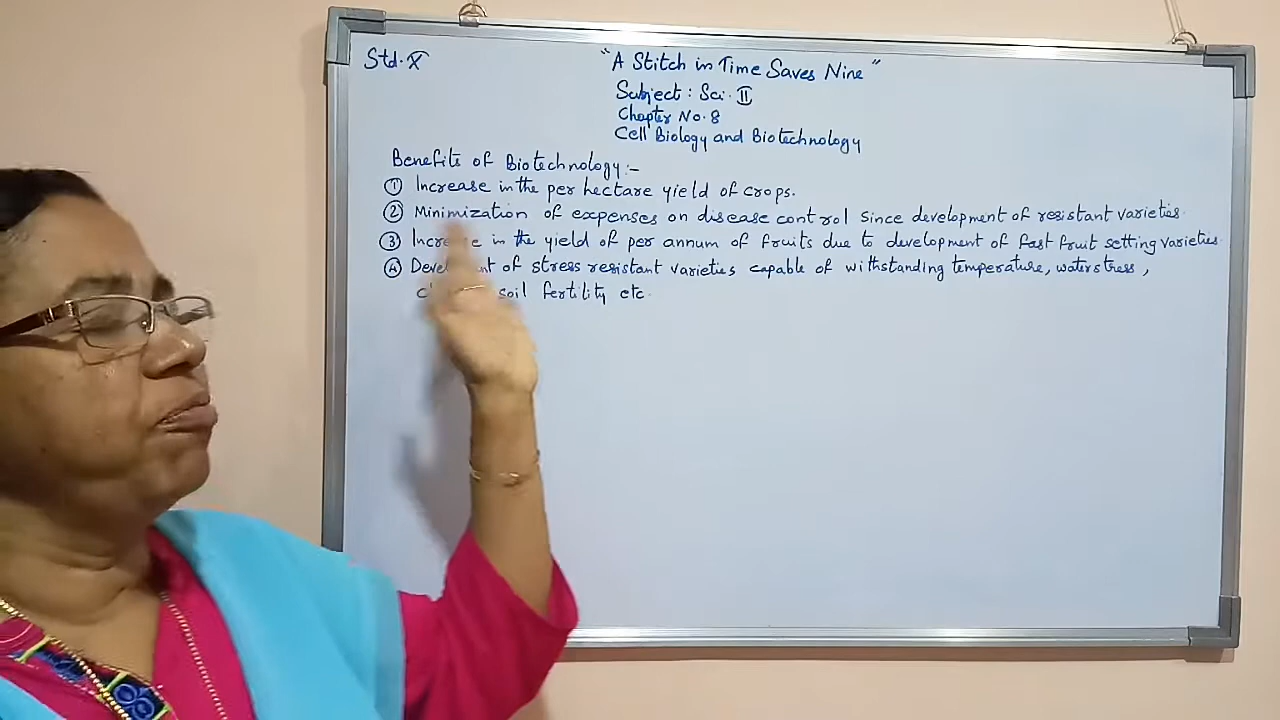 Std. X
"A Stitch in Time Saves Nine"
Subject : Sci. II
Chapter No. 8
Cell Biology and Biotechnology
Benefits of Biotechnology :-
① Increase in the per hectare yield of crops.
② Minimization of expenses on disease control since development of resistant varieties.
③ in the yield of per annum of fruits due to development of fast fruit setting varieties
④ of stress resistant varieties capable of withstanding temperature, water stress,
soil fertility etc.